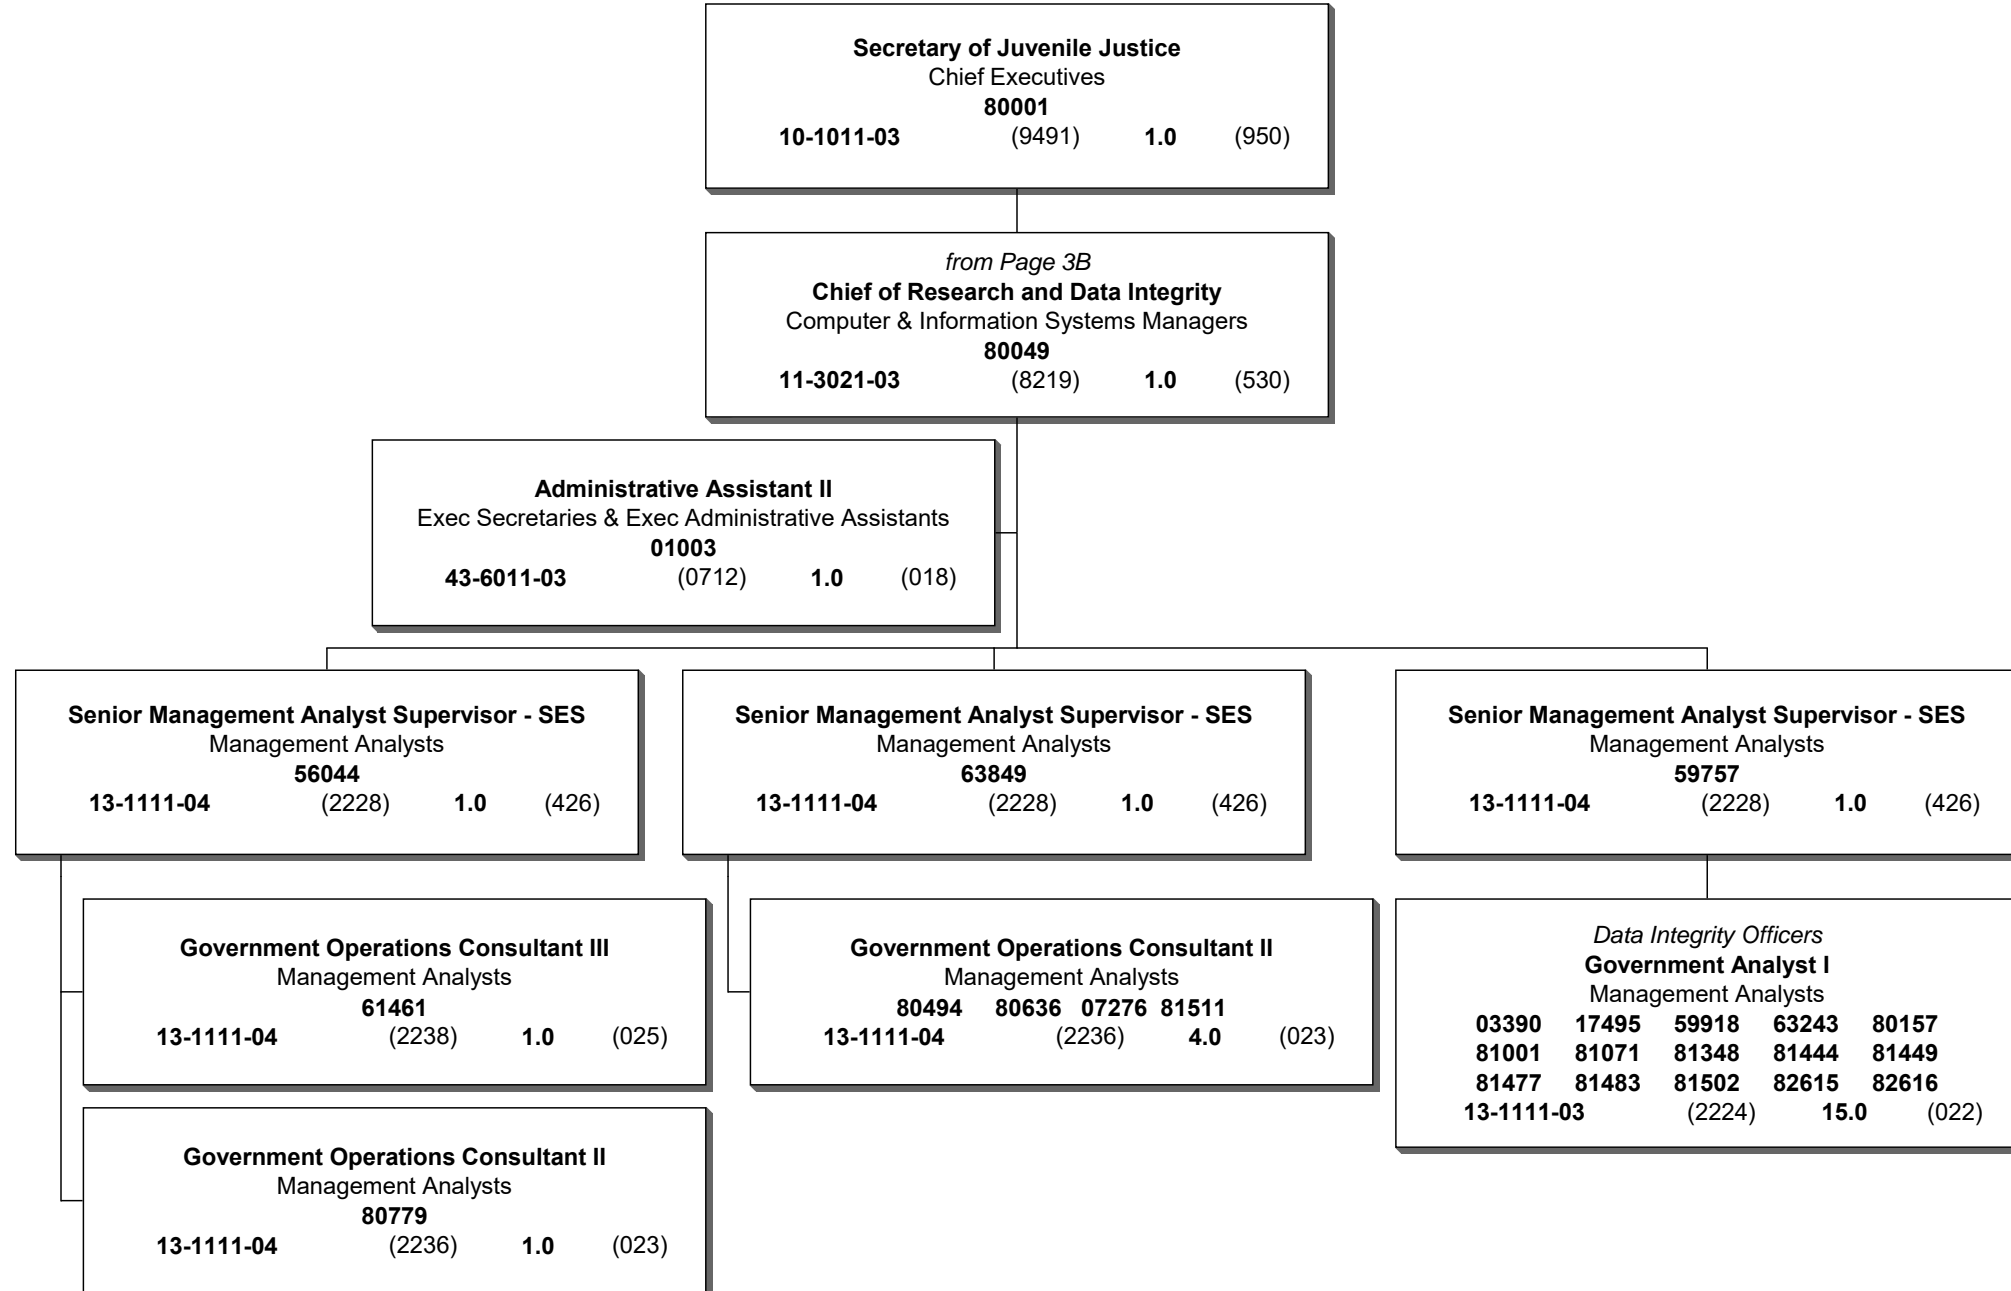 Secretary of Juvenile Justice
Chief Executives
80001
10-1011-03 (9491) 1.0 (950)
from Page 3B
Chief of Research and Data Integrity
Computer & Information Systems Managers
80049
11-3021-03 (8219) 1.0 (530)
Administrative Assistant II
Exec Secretaries & Exec Administrative Assistants
01003
43-6011-03 (0712) 1.0 (018)
Senior Management Analyst Supervisor - SES
Management Analysts
56044
13-1111-04 (2228) 1.0 (426)
Senior Management Analyst Supervisor - SES
Management Analysts
63849
13-1111-04 (2228) 1.0 (426)
Senior Management Analyst Supervisor - SES
Management Analysts
59757
13-1111-04 (2228) 1.0 (426)
Government Operations Consultant III
Management Analysts
61461
13-1111-04 (2238) 1.0 (025)
Government Operations Consultant II
Management Analysts
80494 80636 07276 81511
13-1111-04 (2236) 4.0 (023)
Data Integrity Officers
Government Analyst I
Management Analysts
03390 17495 59918 63243 80157
81001 81071 81348 81444 81449
81477 81483 81502 82615 82616
13-1111-03 (2224) 15.0 (022)
Government Operations Consultant II
Management Analysts
80779
13-1111-04 (2236) 1.0 (023)